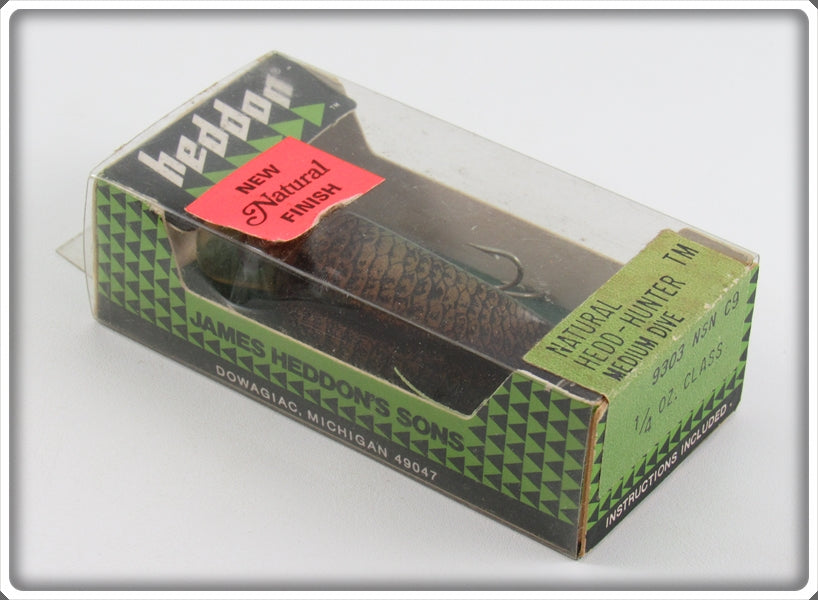 heddon®
™
NEW
Natural
FINISH
JAMES HEDDON'S SONS
DOWAGIAC, MICHIGAN 49047
NATURAL
HEDD-HUNTER TM
MEDIUM DIVE
9303 NSN C9
1/4 OZ. CLASS
INSTRUCTIONS INCLUDED.